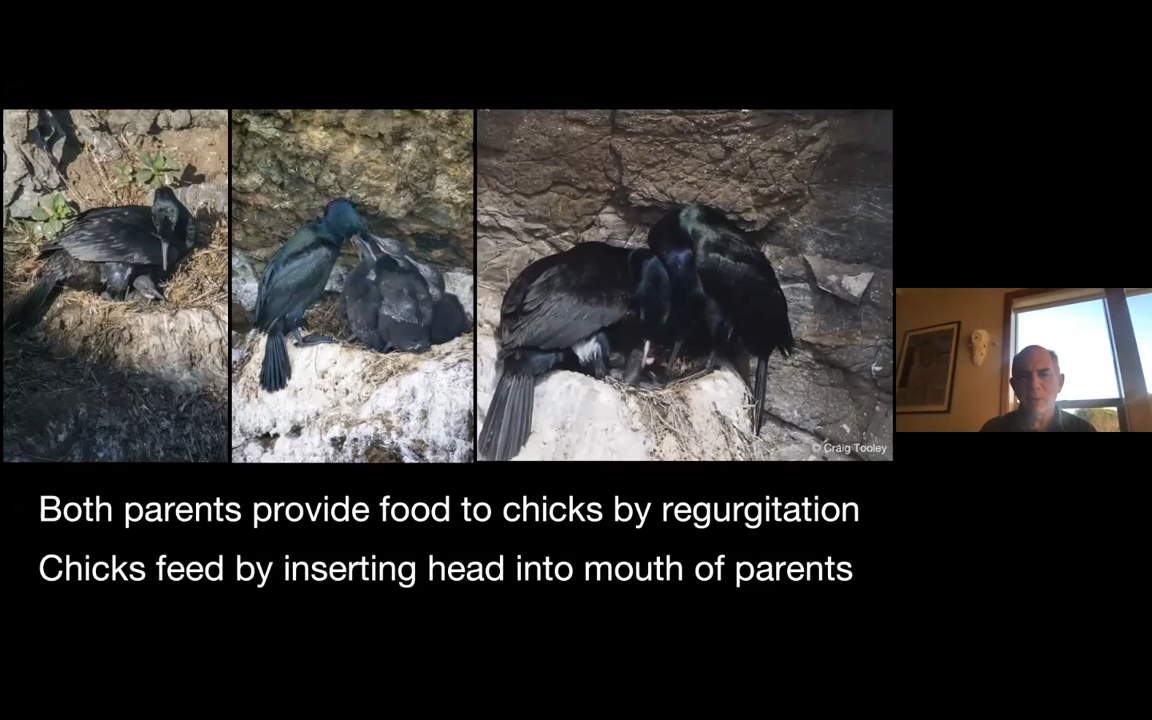 © Craig Tooley
Both parents provide food to chicks by regurgitation
Chicks feed by inserting head into mouth of parents